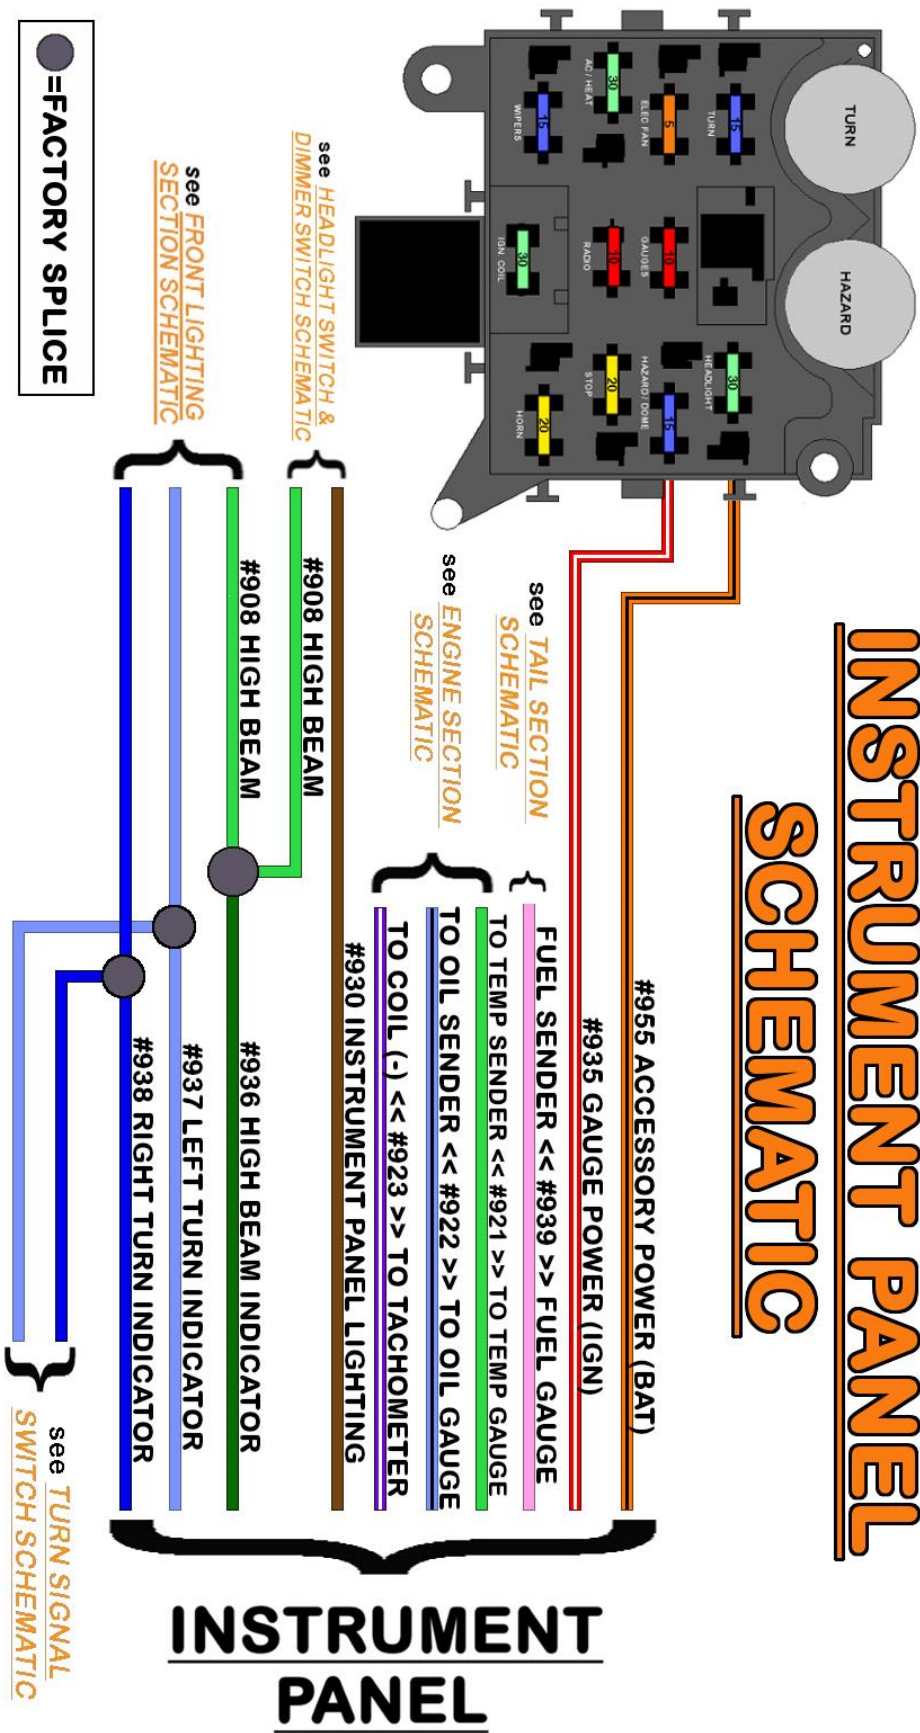 INSTRUMENT PANEL
SCHEMATIC
TURN
HAZARD
15
TURN
30
HEADLIGHT
5
ELEC FAN
10
GAUGES
15
HAZARD / DOME
30
AC / HEAT
10
RADIO
20
STOP
15
WIPERS
30
IGN. COIL
20
HORN
#955 ACCESSORY POWER (BAT)
#935 GAUGE POWER (IGN)
see TAIL SECTION
SCHEMATIC
FUEL SENDER << #939 >> FUEL GAUGE
see ENGINE SECTION
SCHEMATIC
TO TEMP SENDER << #921 >> TO TEMP GAUGE
TO OIL SENDER << #922 >> TO OIL GAUGE
TO COIL (-) << #923 >> TO TACHOMETER
#930 INSTRUMENT PANEL LIGHTING
see HEADLIGHT SWITCH &
DIMMER SWITCH SCHEMATIC
#908 HIGH BEAM
see FRONT LIGHTING
SECTION SCHEMATIC
#908 HIGH BEAM
#936 HIGH BEAM INDICATOR
#937 LEFT TURN INDICATOR
#938 RIGHT TURN INDICATOR
see TURN SIGNAL
SWITCH SCHEMATIC
INSTRUMENT
PANEL
=FACTORY SPLICE